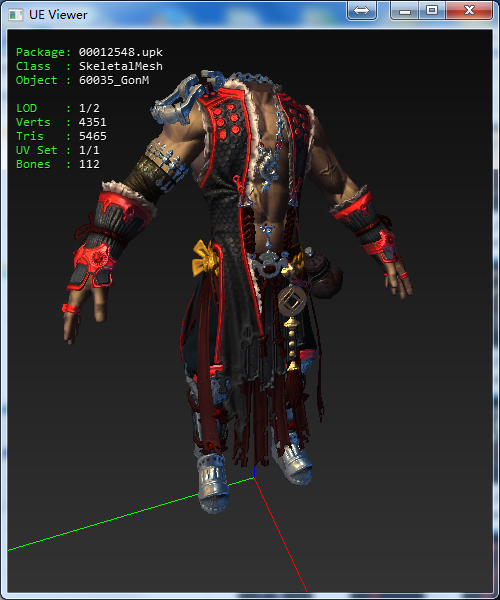 UE Viewer
Package: 00012548.upk
Class : SkeletalMesh
Object : 60035_GonM
LOD : 1/2
Verts : 4351
Tris : 5465
UV Set : 1/1
Bones : 112